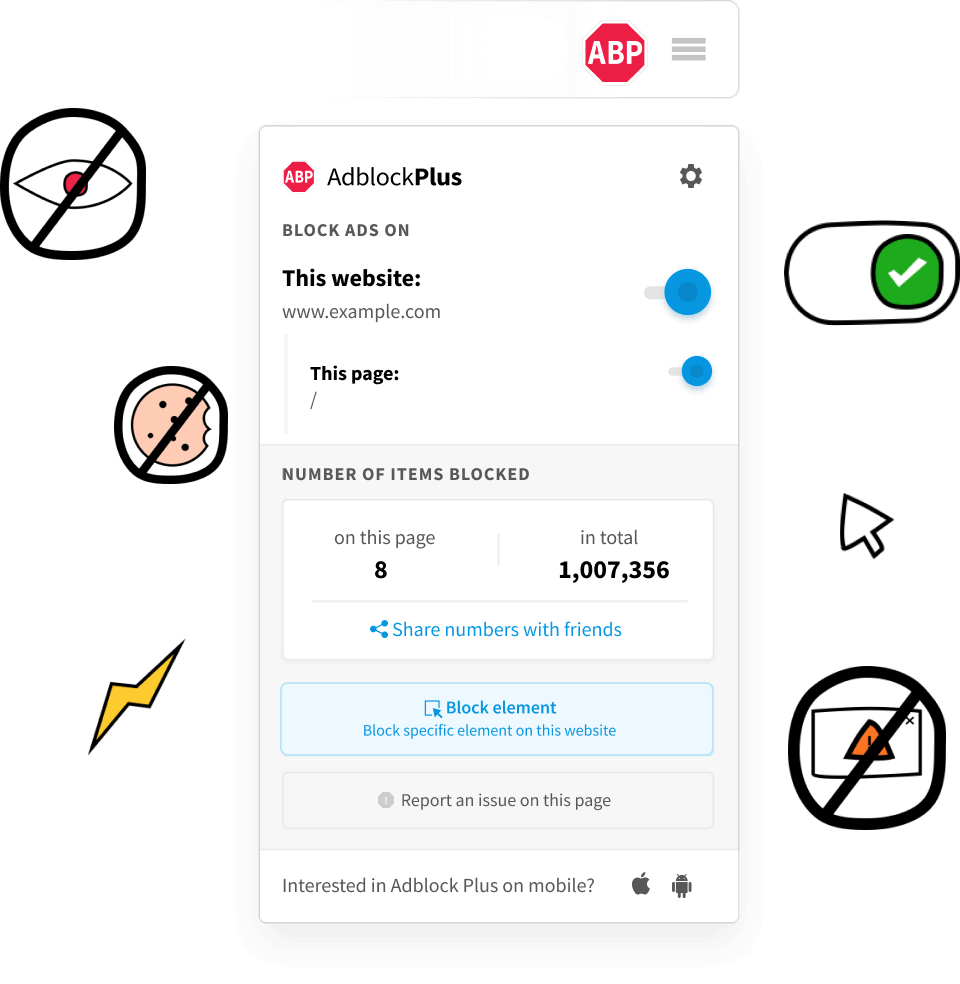 ABP
ABP AdblockPlus
BLOCK ADS ON
This website:
www.example.com
This page:
/
NUMBER OF ITEMS BLOCKED
on this page
8
in total
1,007,356
Share numbers with friends
Block element
Block specific element on this website
Report an issue on this page
Interested in Adblock Plus on mobile?